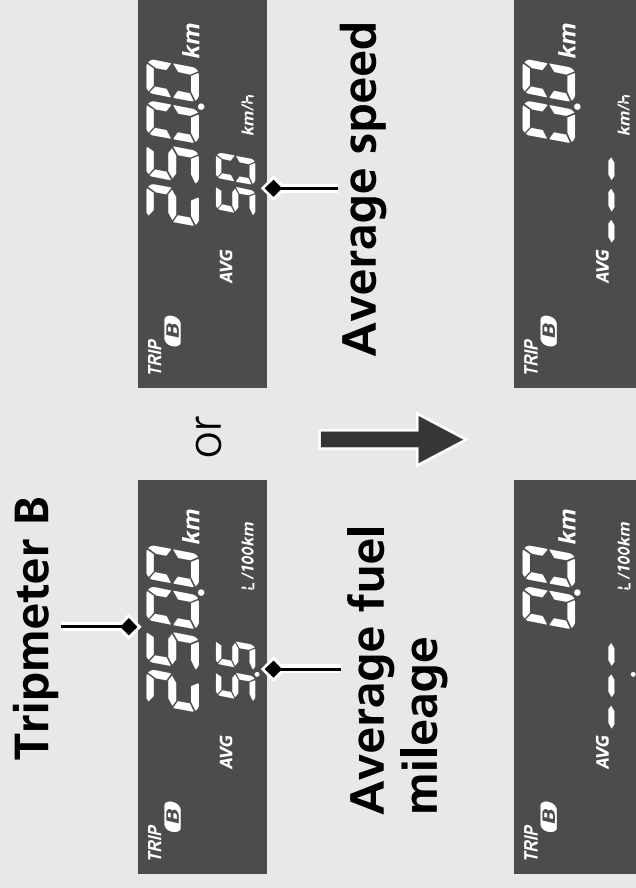 Tripmeter B
TRIP B 250.0 km
AVG 5.5 L/100km
or
TRIP B 250.0 km
AVG 50 km/h
Average fuel
mileage
Average speed
TRIP B 0.0 km
AVG --.- L/100km
TRIP B 0.0 km
AVG --- km/h